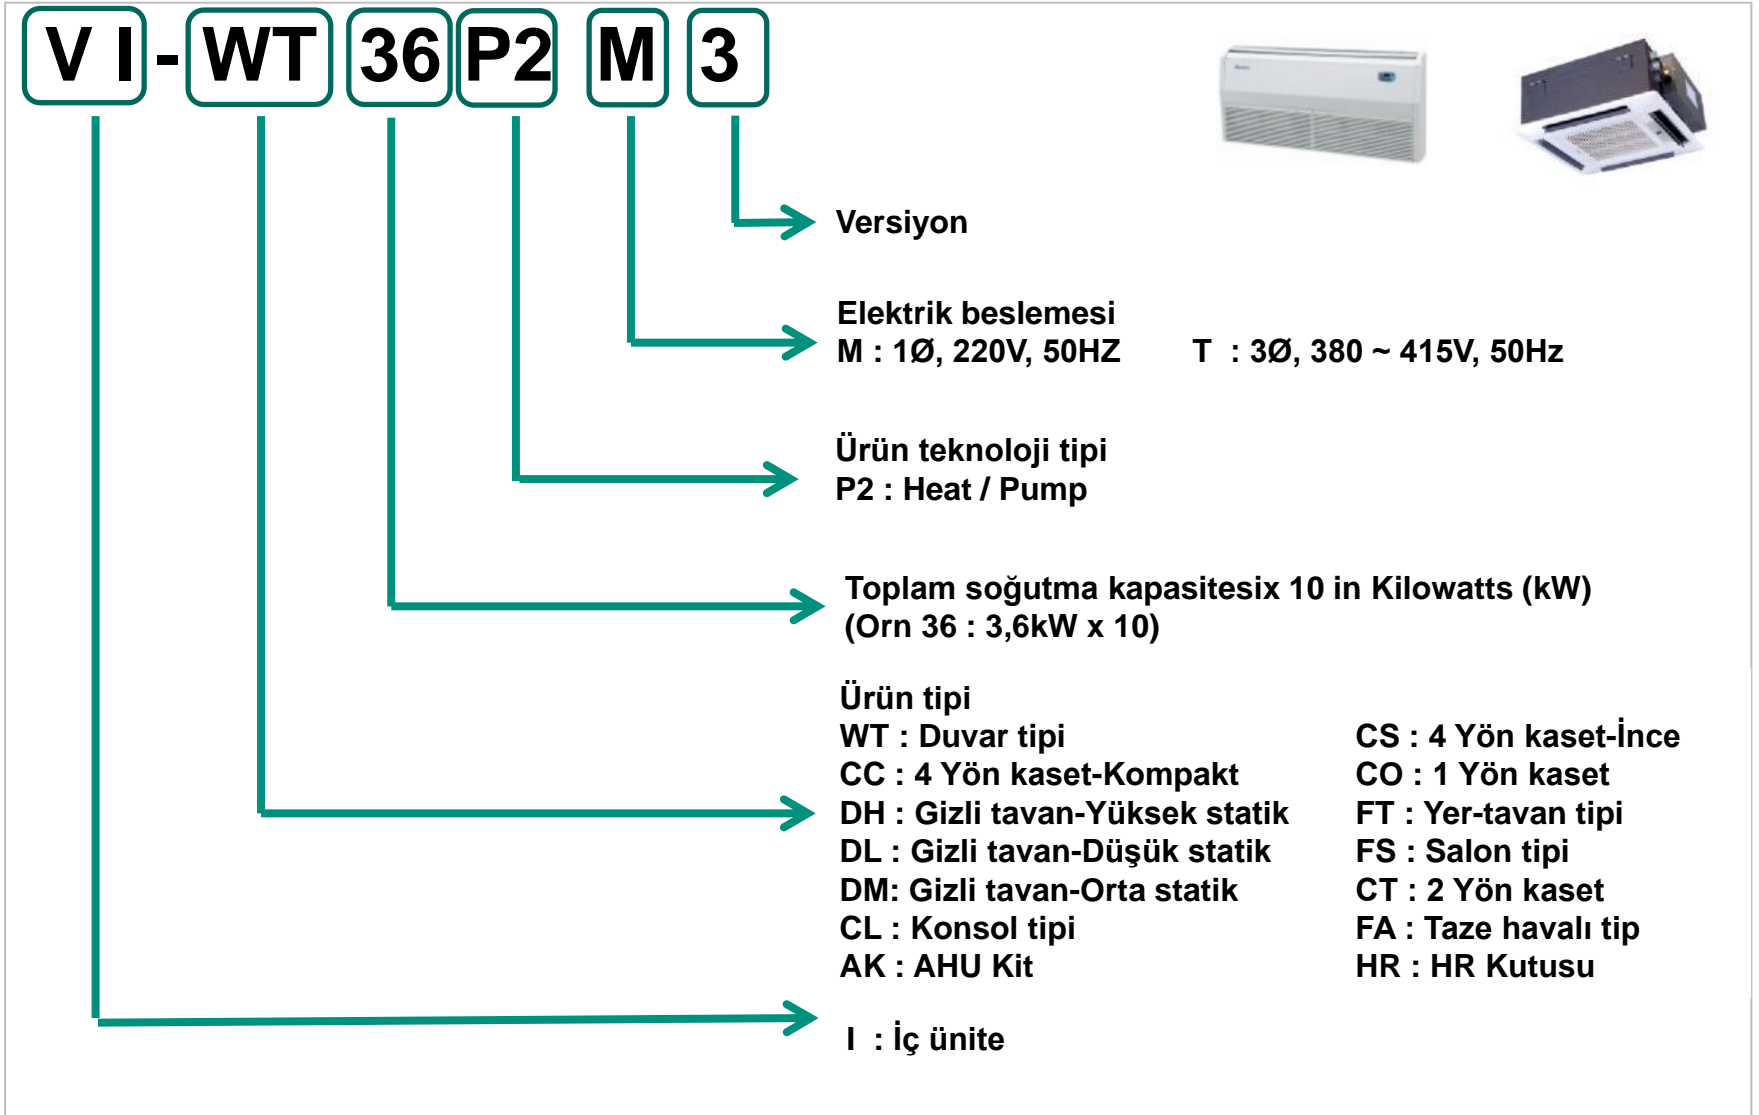 VI-WT 36 P2 M 3
Versiyon
Elektrik beslemesi
M : 1Ø, 220V, 50HZ T : 3Ø, 380 ~ 415V, 50Hz
Ürün teknoloji tipi
P2 : Heat / Pump
Toplam soğutma kapasitesix 10 in Kilowatts (kW)
(Orn 36 : 3,6kW x 10)
Ürün tipi
WT : Duvar tipi CS : 4 Yön kaset-İnce
CC : 4 Yön kaset-Kompakt CO : 1 Yön kaset
DH : Gizli tavan-Yüksek statik FT : Yer-tavan tipi
DL : Gizli tavan-Düşük statik FS : Salon tipi
DM: Gizli tavan-Orta statik CT : 2 Yön kaset
CL : Konsol tipi FA : Taze havalı tip
AK : AHU Kit HR : HR Kutusu
I : İç ünite